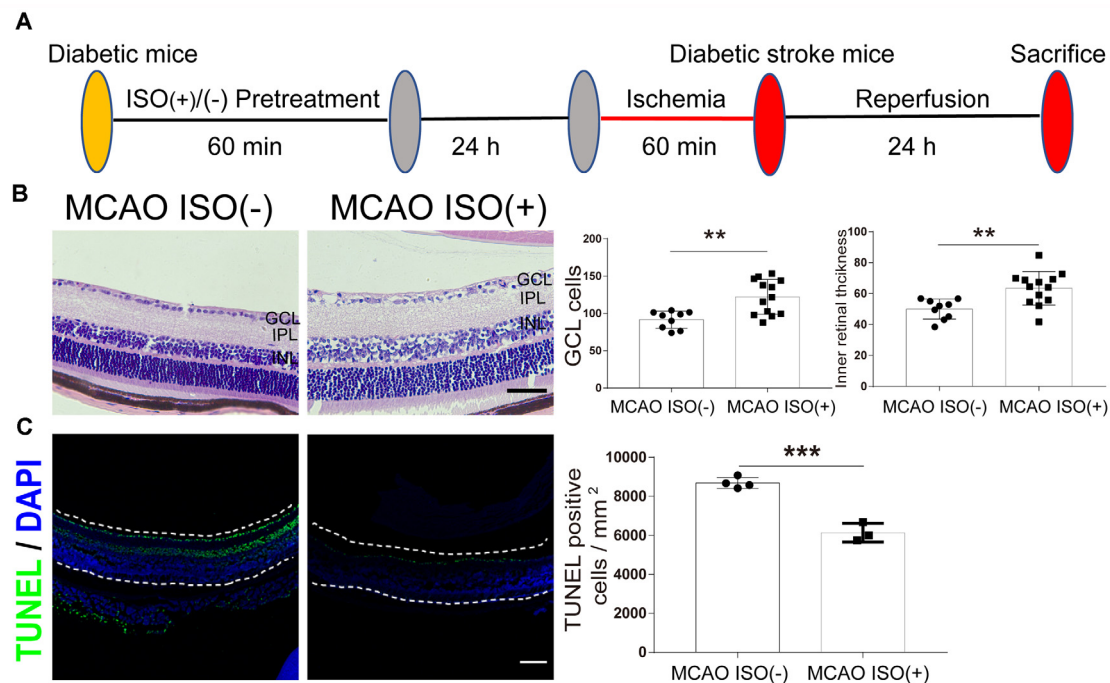 A
Diabetic mice
Diabetic stroke mice
Sacrifice
ISO(+)/(-) Pretreatment
Ischemia
Reperfusion
60 min
24 h
60 min
24 h
B
MCAO ISO(-)
MCAO ISO(+)
GCL
IPL
INL
GCL
IPL
INL
GCL cells
200
150
100
50
0
**
MCAO ISO(-)
MCAO ISO(+)
Inner retinal thcikness
100
80
60
40
20
0
**
MCAO ISO(-)
MCAO ISO(+)
C
TUNEL / DAPI
TUNEL positive
cells / mm²
10000
8000
6000
4000
2000
0
***
MCAO ISO(-)
MCAO ISO(+)